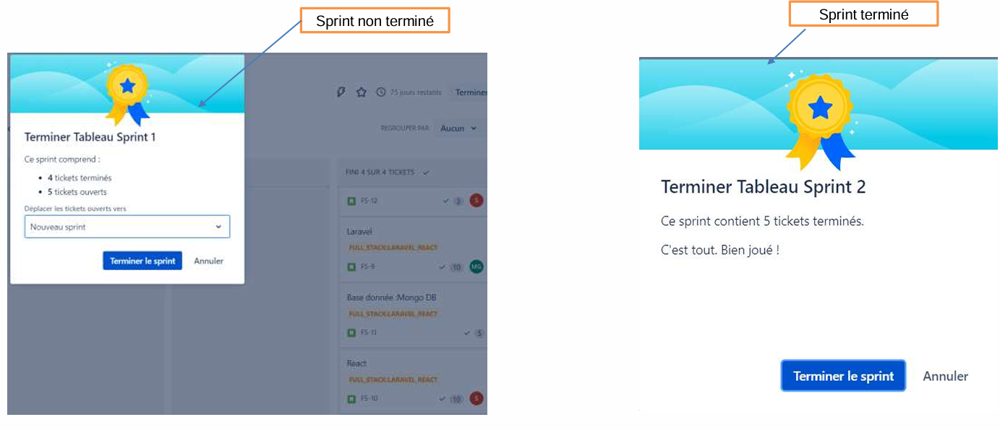 Sprint non terminé
Sprint terminé
75 jours restants
Terminer
REGROUPER PAR
Aucun
Terminer Tableau Sprint 1
Ce sprint comprend :
• 4 tickets terminés
• 5 tickets ouverts
Déplacer les tickets ouverts vers
Nouveau sprint
Terminer le sprint Annuler
FINI 4 SUR 4 TICKETS
FS-12 3 S
Laravel
FULL_STACK:LARAVEL_REACT
FS-9 10 MG
Base donnée :Mongo DB
FULL_STACK:LARAVEL_REACT
FS-11 5
React
FULL_STACK:LARAVEL_REACT
FS-10 10 S
Terminer Tableau Sprint 2
Ce sprint contient 5 tickets terminés.
C'est tout. Bien joué !
Terminer le sprint Annuler